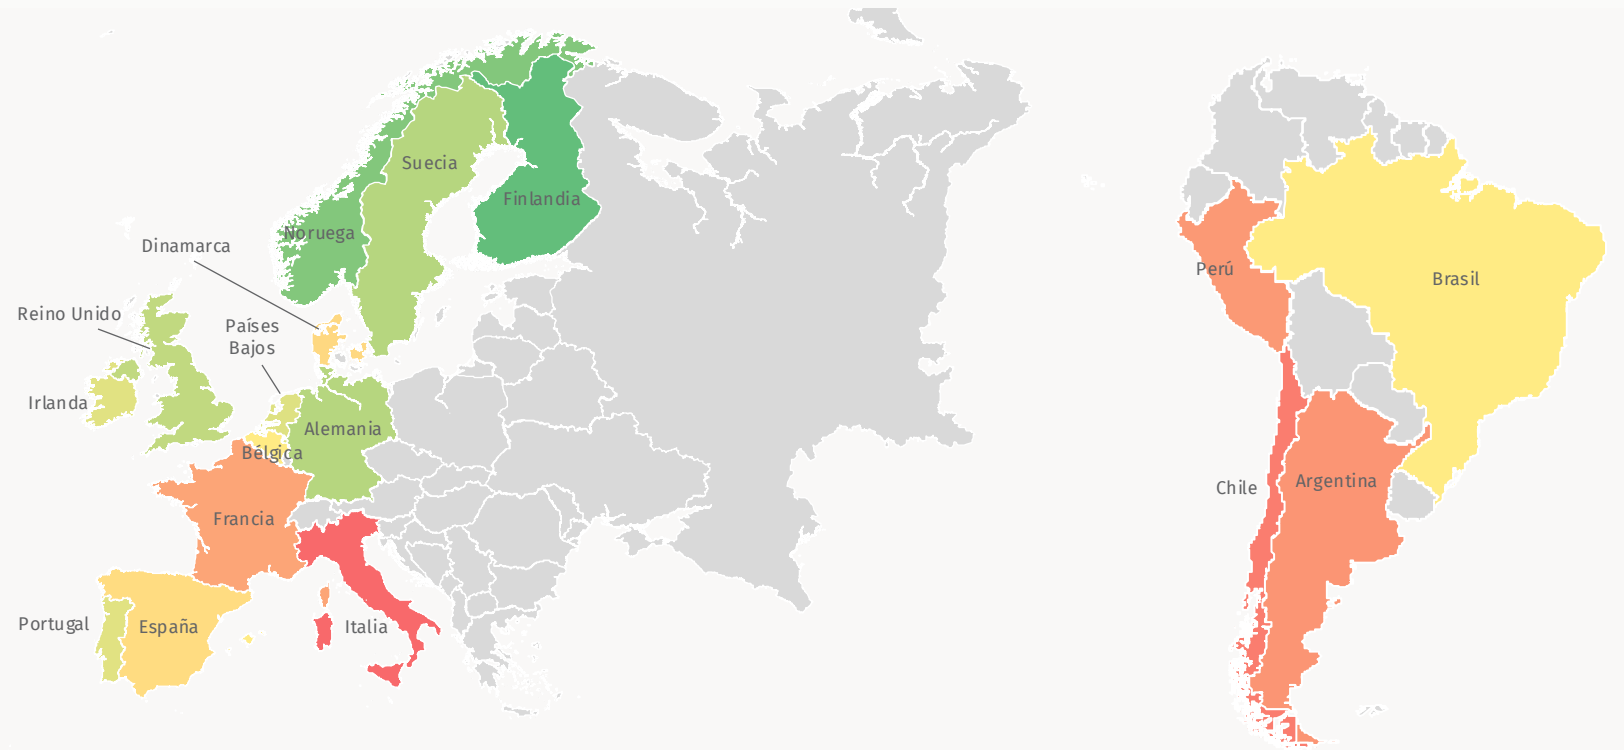 Suecia
Finlandia
Noruega
Dinamarca
Reino Unido
Países
Bajos
Irlanda
Alemania
Bélgica
Francia
Portugal
España
Italia
Perú
Brasil
Chile
Argentina